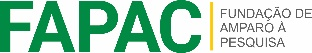 FAPAC
FUNDAÇÃO DE
AMPARO À
PESQUISA